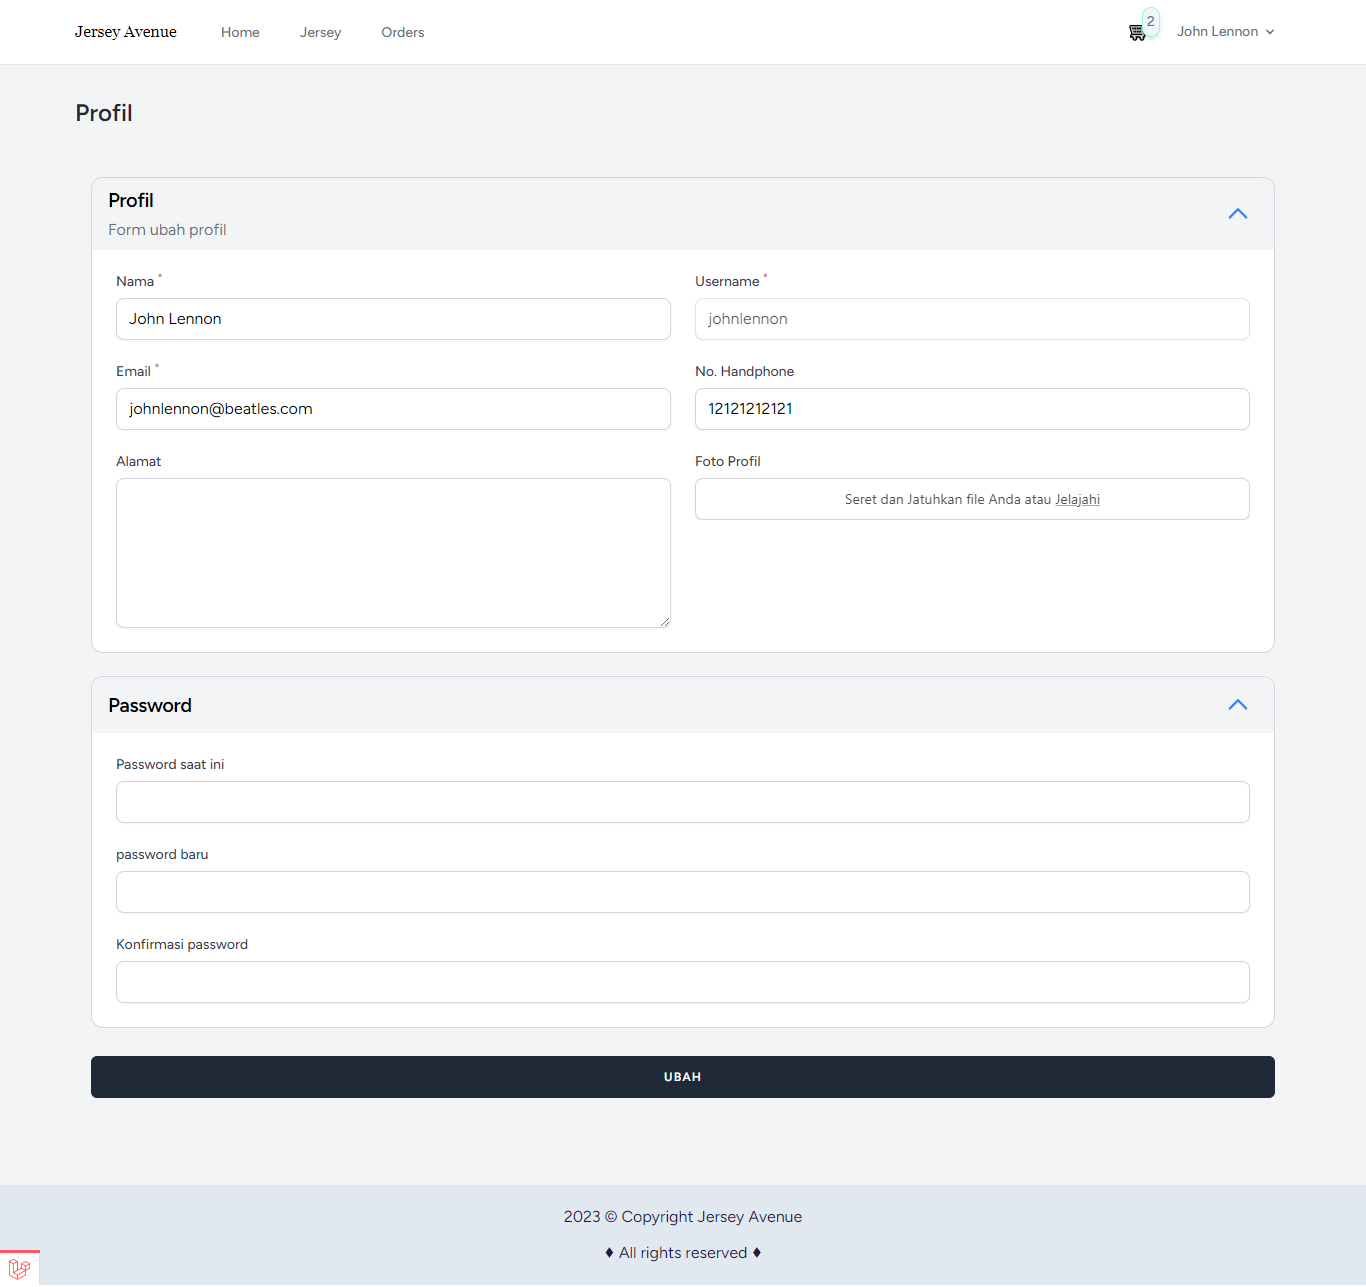 Jersey Avenue Home Jersey Orders 2 John Lennon
Profil
Profil
Form ubah profil
Nama * Username *
John Lennon johnlennon
Email * No. Handphone
johnlennon@beatles.com 12121212121
Alamat Foto Profil
Seret dan Jatuhkan file Anda atau Jelajahi
Password
Password saat ini
password baru
Konfirmasi password
UBAH
2023 © Copyright Jersey Avenue
♦ All rights reserved ♦